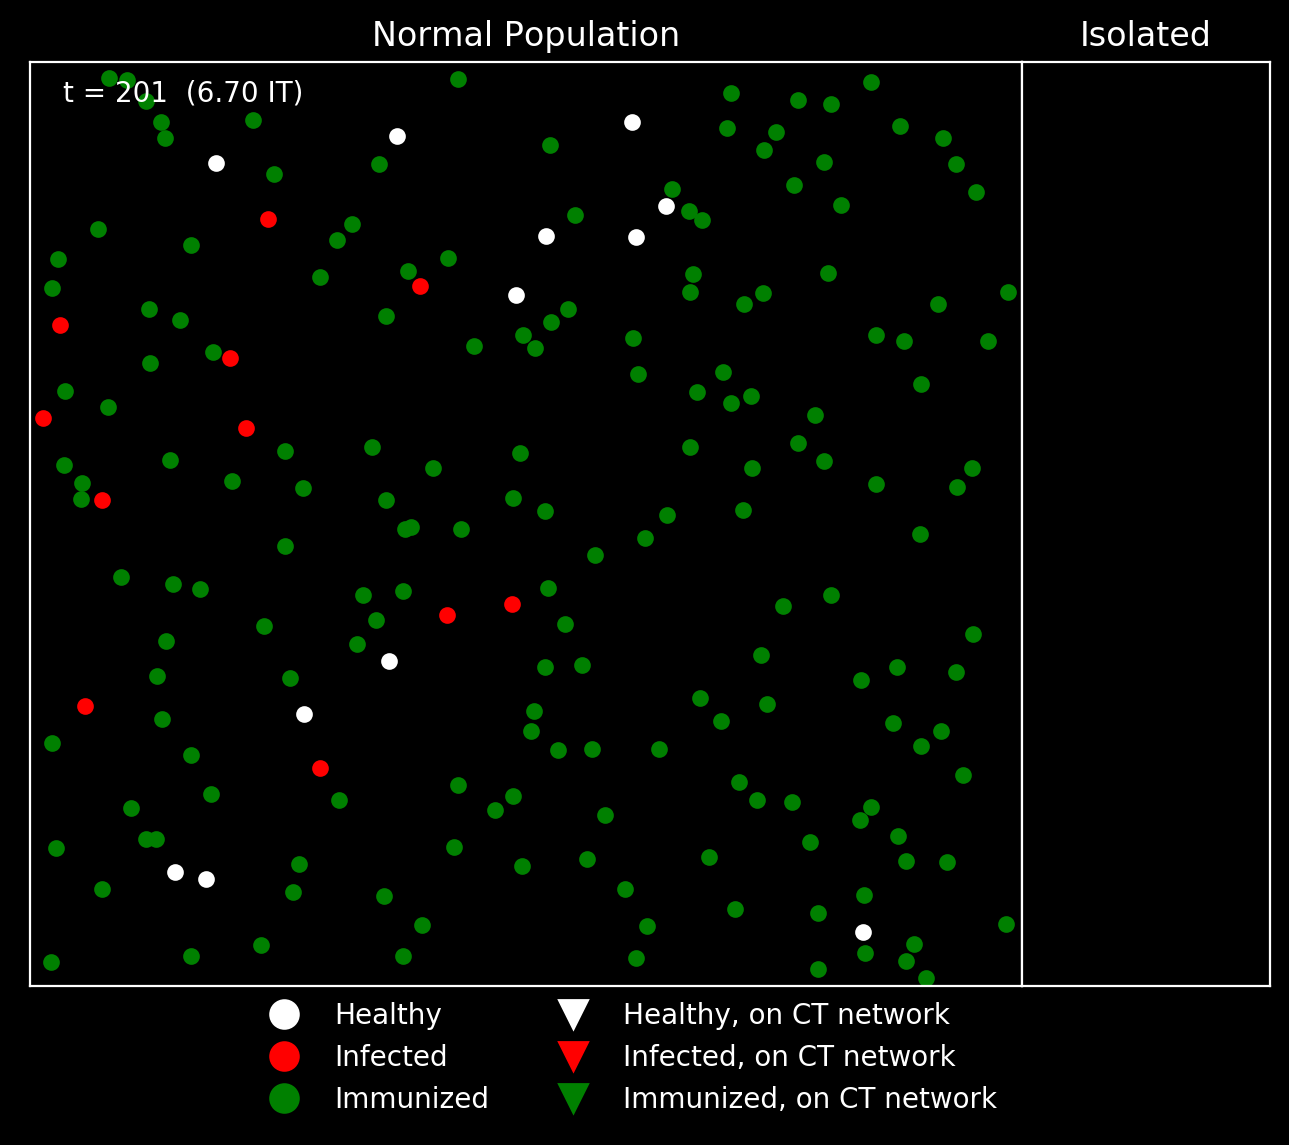 Normal Population
Isolated
t = 201  (6.70 IT)
Healthy
Infected
Immunized
Healthy, on CT network
Infected, on CT network
Immunized, on CT network